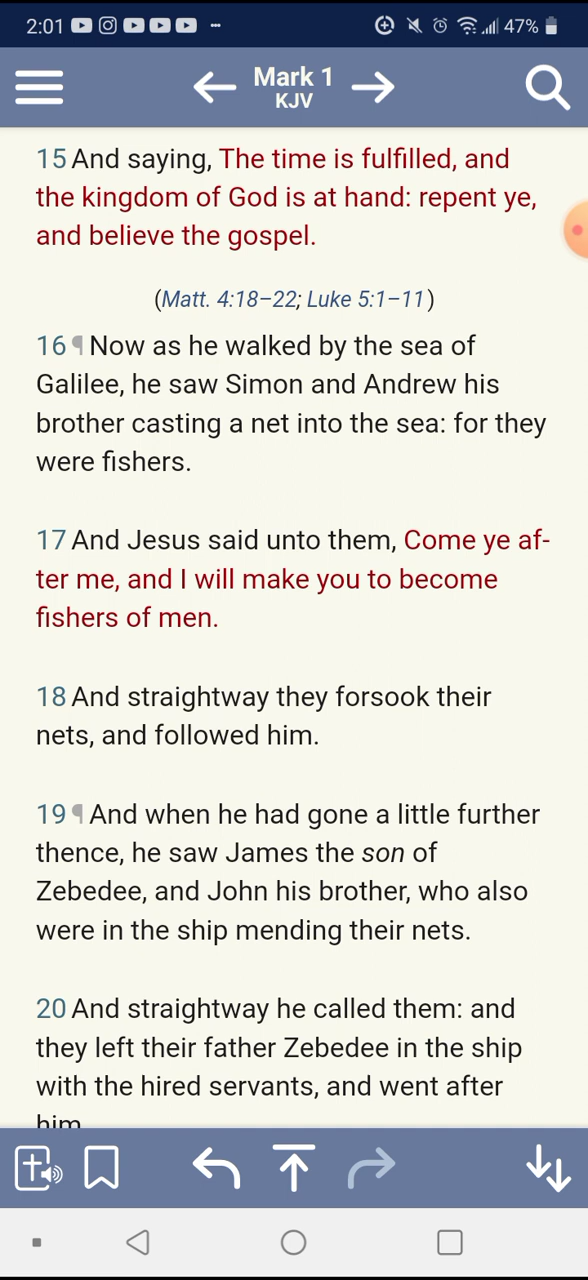 2:01 47%
Mark 1
KJV
15 And saying, The time is fulfilled, and
the kingdom of God is at hand: repent ye,
and believe the gospel.
(Matt. 4:18–22; Luke 5:1–11)
16 ¶ Now as he walked by the sea of
Galilee, he saw Simon and Andrew his
brother casting a net into the sea: for they
were fishers.
17 And Jesus said unto them, Come ye af-
ter me, and I will make you to become
fishers of men.
18 And straightway they forsook their
nets, and followed him.
19 ¶ And when he had gone a little further
thence, he saw James the son of
Zebedee, and John his brother, who also
were in the ship mending their nets.
20 And straightway he called them: and
they left their father Zebedee in the ship
with the hired servants, and went after
him